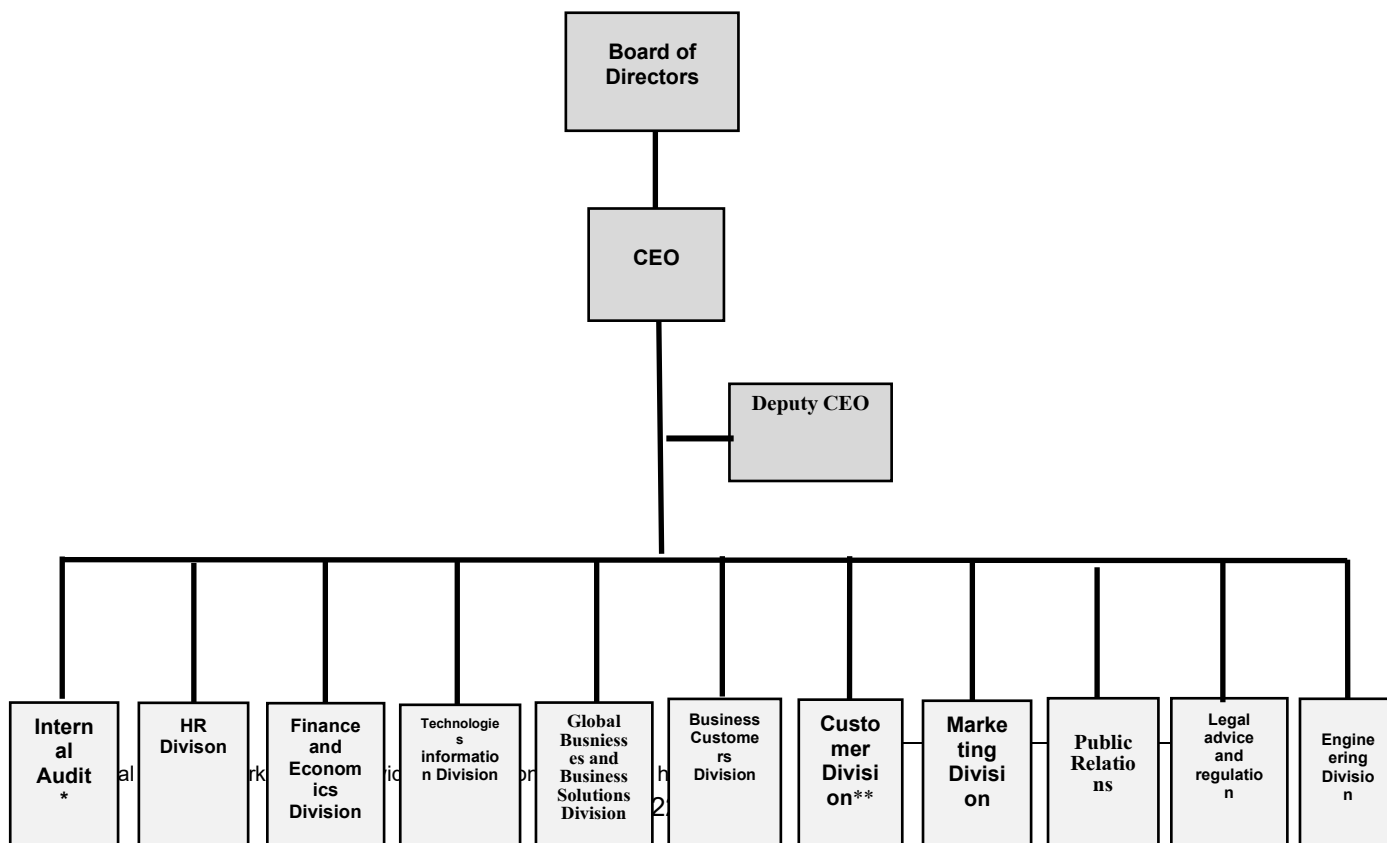 Board of
Directors
CEO
Deputy CEO
Intern
al
Audit
*
HR
Divison
Finance
and
Econom
ics
Division
Technologie
s
informatio
n Division
Global
Busniess
es and
Business
Solutions
Division
Business
Custome
rs
Division
Custo
mer
Divisi
on**
Marke
ting
Divisi
on
Public
Relatio
ns
Legal
advice
and
regulatio
n
Engine
ering
Divisio
n